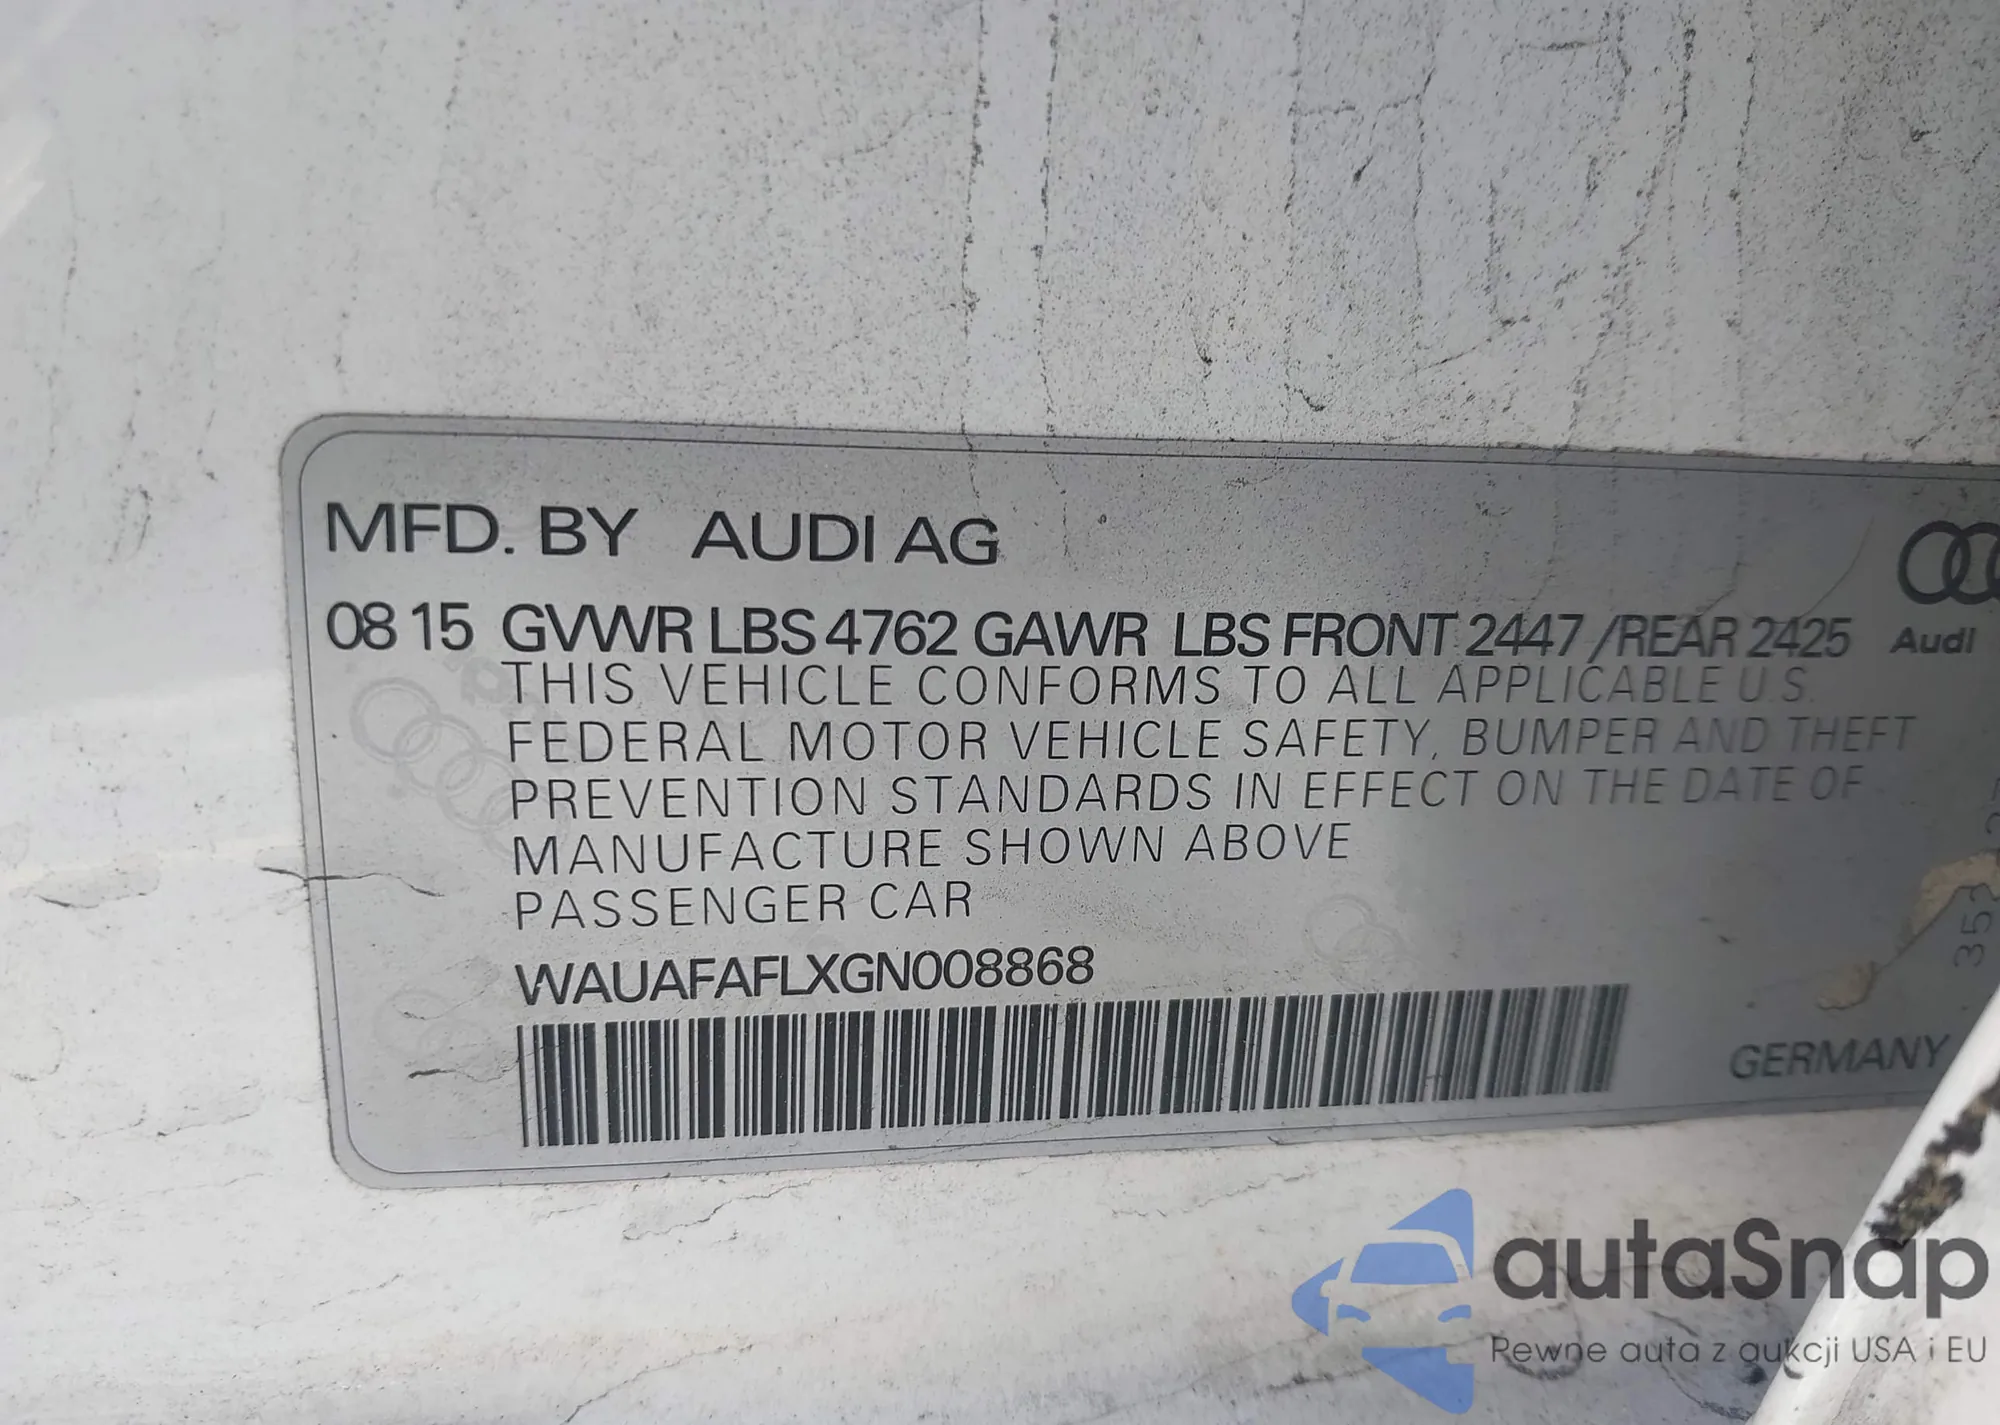 MFD. BY AUDI AG
08 15 GVWR LBS 4762 GAWR LBS FRONT 2447 /REAR 2425
Audi
THIS VEHICLE CONFORMS TO ALL APPLICABLE U.S.
FEDERAL MOTOR VEHICLE SAFETY, BUMPER AND THEFT
PREVENTION STANDARDS IN EFFECT ON THE DATE OF
MANUFACTURE SHOWN ABOVE
PASSENGER CAR
WAUAFAFLXGN008868
GERMANY
autaSnap
Pewne auta z aukcji USA i EU